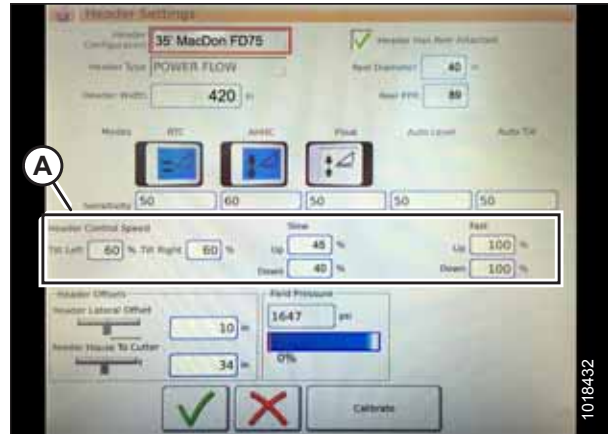 Header Settings
Header Configuration 35' MacDon FD75 Header Has Reel Attached
Header Type POWER FLOW Reel Diameter 40 in
Header Width 420 in Reel PPR 89
Modes RTC AHHC Float Auto Level Auto Tilt
Sensitivity 50 60 50 50 50
A
Header Control Speed Slow Fast
Tilt Left 60 % Tilt Right 60 % Up 45 % Up 100 %
Down 40 % Down 100 %
Header Offsets Field Pressure
Header Lateral Offset 10 in 1647 psi
Header House To Cutter 34 in 0%
Calibrate
1018432